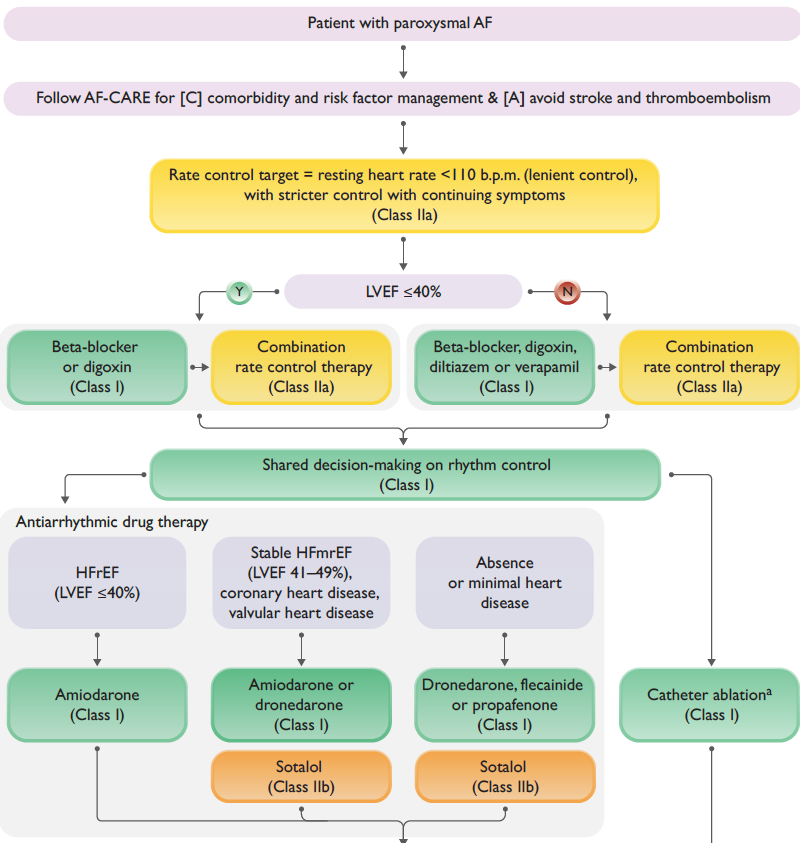 Patient with paroxysmal AF
Follow AF-CARE for [C] comorbidity and risk factor management & [A] avoid stroke and thromboembolism
Rate control target = resting heart rate <110 b.p.m. (lenient control),
with stricter control with continuing symptoms
(Class IIa)
Y
LVEF ≤40%
N
Beta-blocker
or digoxin
(Class I)
Combination
rate control therapy
(Class IIa)
Beta-blocker, digoxin,
diltiazem or verapamil
(Class I)
Combination
rate control therapy
(Class IIa)
Shared decision-making on rhythm control
(Class I)
Antiarrhythmic drug therapy
HFrEF
(LVEF ≤40%)
Stable HFmrEF
(LVEF 41–49%),
coronary heart disease,
valvular heart disease
Absence
or minimal heart
disease
Amiodarone
(Class I)
Amiodarone or
dronedarone
(Class I)
Dronedarone, flecainide
or propafenone
(Class I)
Catheter ablationᵃ
(Class I)
Sotalol
(Class IIb)
Sotalol
(Class IIb)